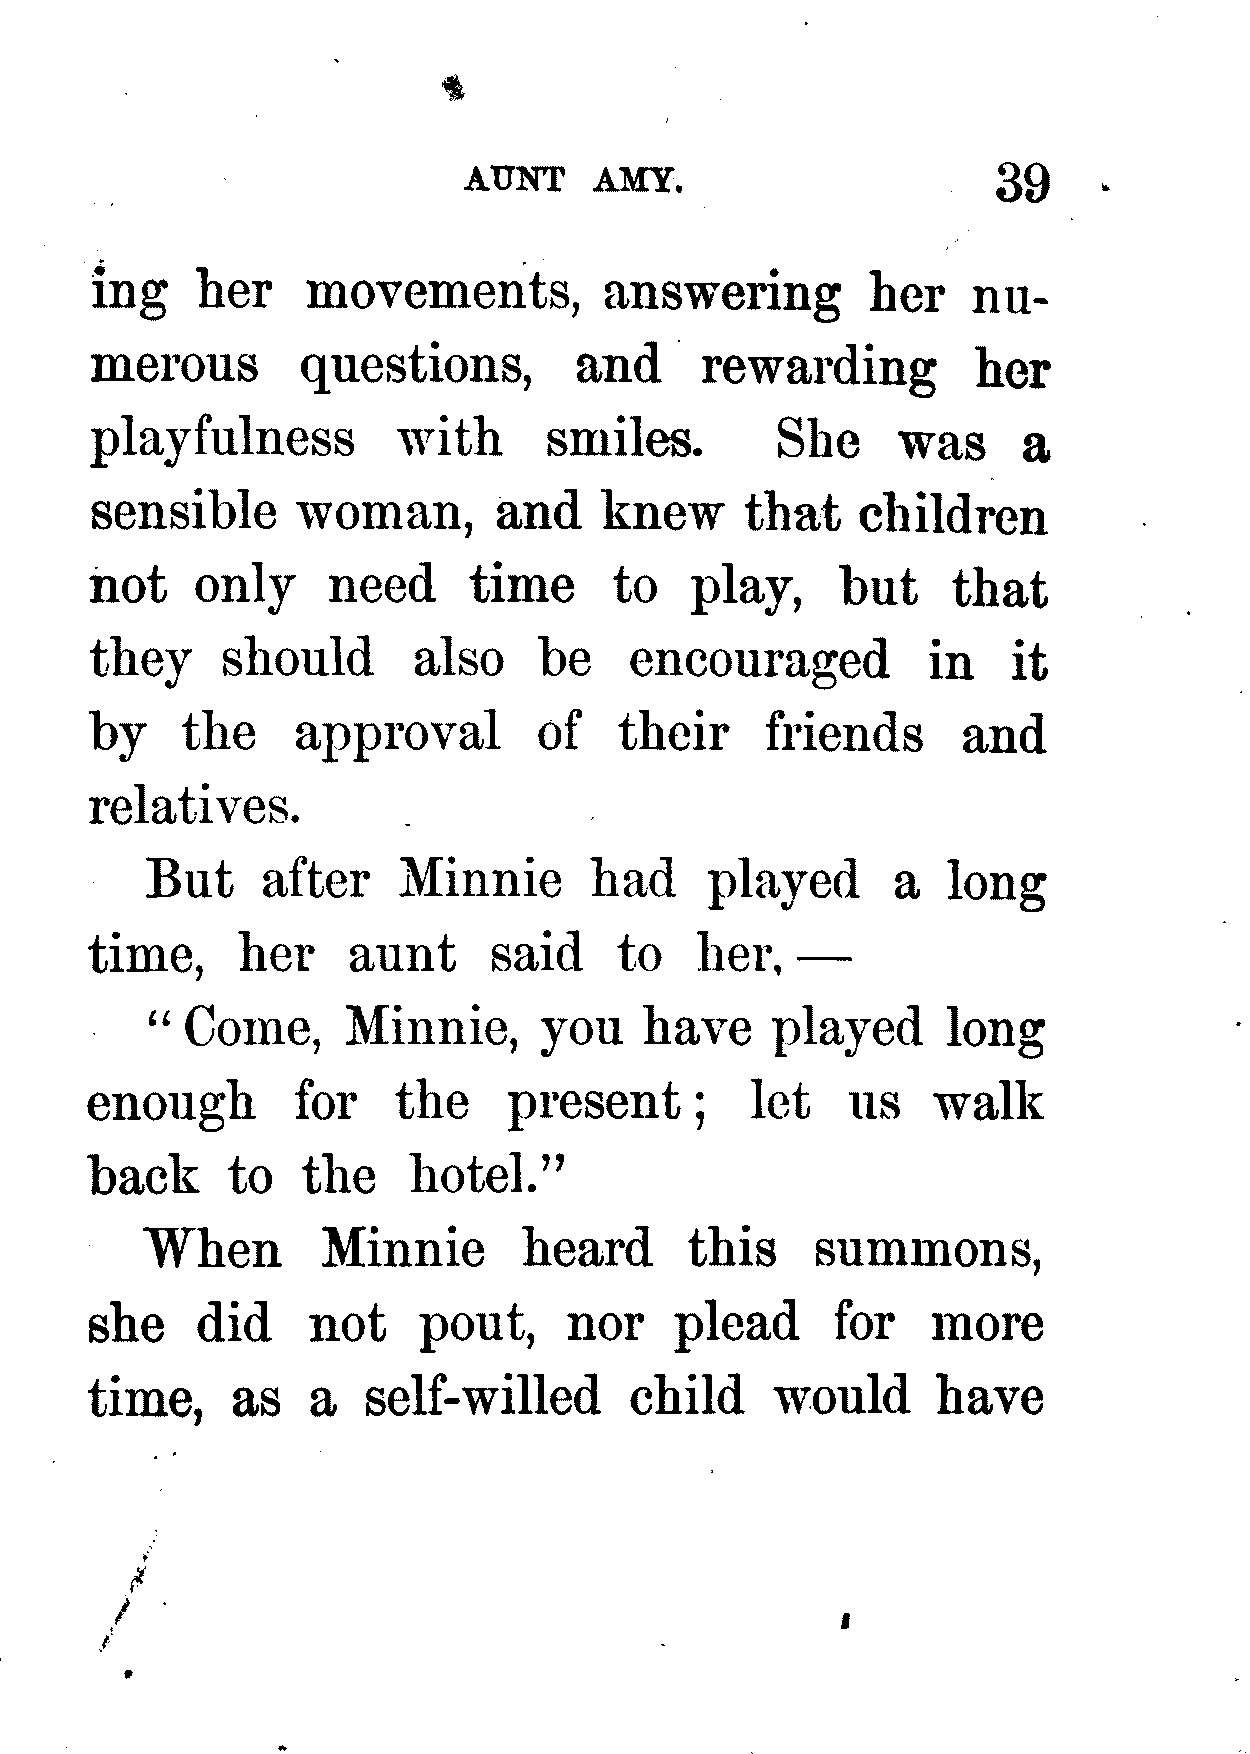 AUNT AMY. 39
ing her movements, answering her nu-
merous questions, and rewarding her
playfulness with smiles. She was a
sensible woman, and knew that children
not only need time to play, but that
they should also be encouraged in it
by the approval of their friends and
relatives.
But after Minnie had played a long
time, her aunt said to her, —
“ Come, Minnie, you have played long
enough for the present ; let us walk
back to the hotel.”
When Minnie heard this summons,
she did not pout, nor plead for more
time, as a self-willed child would have